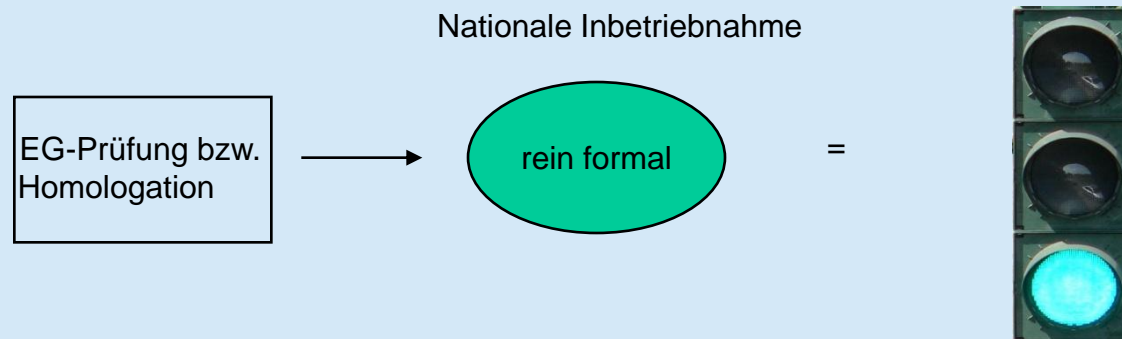 Nationale Inbetriebnahme
EG-Prüfung bzw.
Homologation
rein formal
=